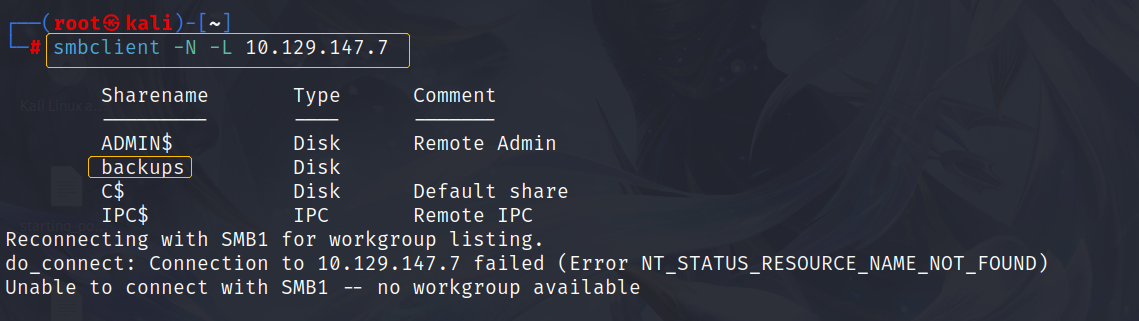 ┌──(root㉿kali)-[~]
└─# smbclient -N -L 10.129.147.7
Sharename Type Comment
--------- ---- -------
ADMIN$ Disk Remote Admin
backups Disk
C$ Disk Default share
IPC$ IPC Remote IPC
Reconnecting with SMB1 for workgroup listing.
do_connect: Connection to 10.129.147.7 failed (Error NT_STATUS_RESOURCE_NAME_NOT_FOUND)
Unable to connect with SMB1 -- no workgroup available
Kali Linux a...